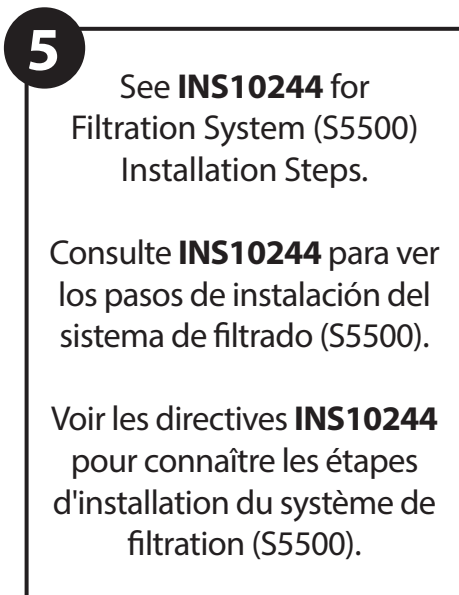 5
See INS10244 for
Filtration System (S5500)
Installation Steps.
Consulte INS10244 para ver
los pasos de instalación del
sistema de filtrado (S5500).
Voir les directives INS10244
pour connaître les étapes
d'installation du système de
filtration (S5500).